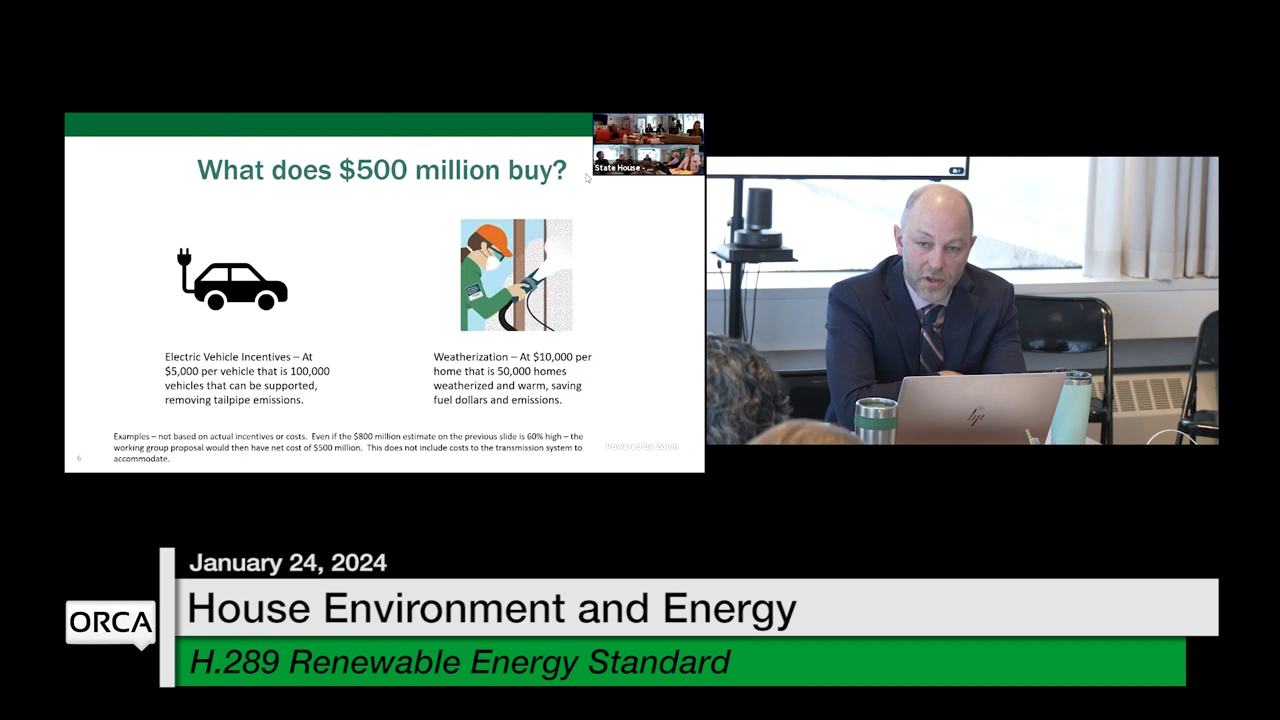 What does $500 million buy?
State House
Electric Vehicle Incentives – At
$5,000 per vehicle that is 100,000
vehicles that can be supported,
removing tailpipe emissions.
Weatherization – At $10,000 per
home that is 50,000 homes
weatherized and warm, saving
fuel dollars and emissions.
Examples – not based on actual incentives or costs.  Even if the $800 million estimate on the previous slide is 60% high – the
working group proposal would then have net cost of $500 million.  This does not include costs to the transmission system to
accommodate.
6
Powered by Zoom
hp
January 24, 2024
House Environment and Energy
ORCA
H.289 Renewable Energy Standard